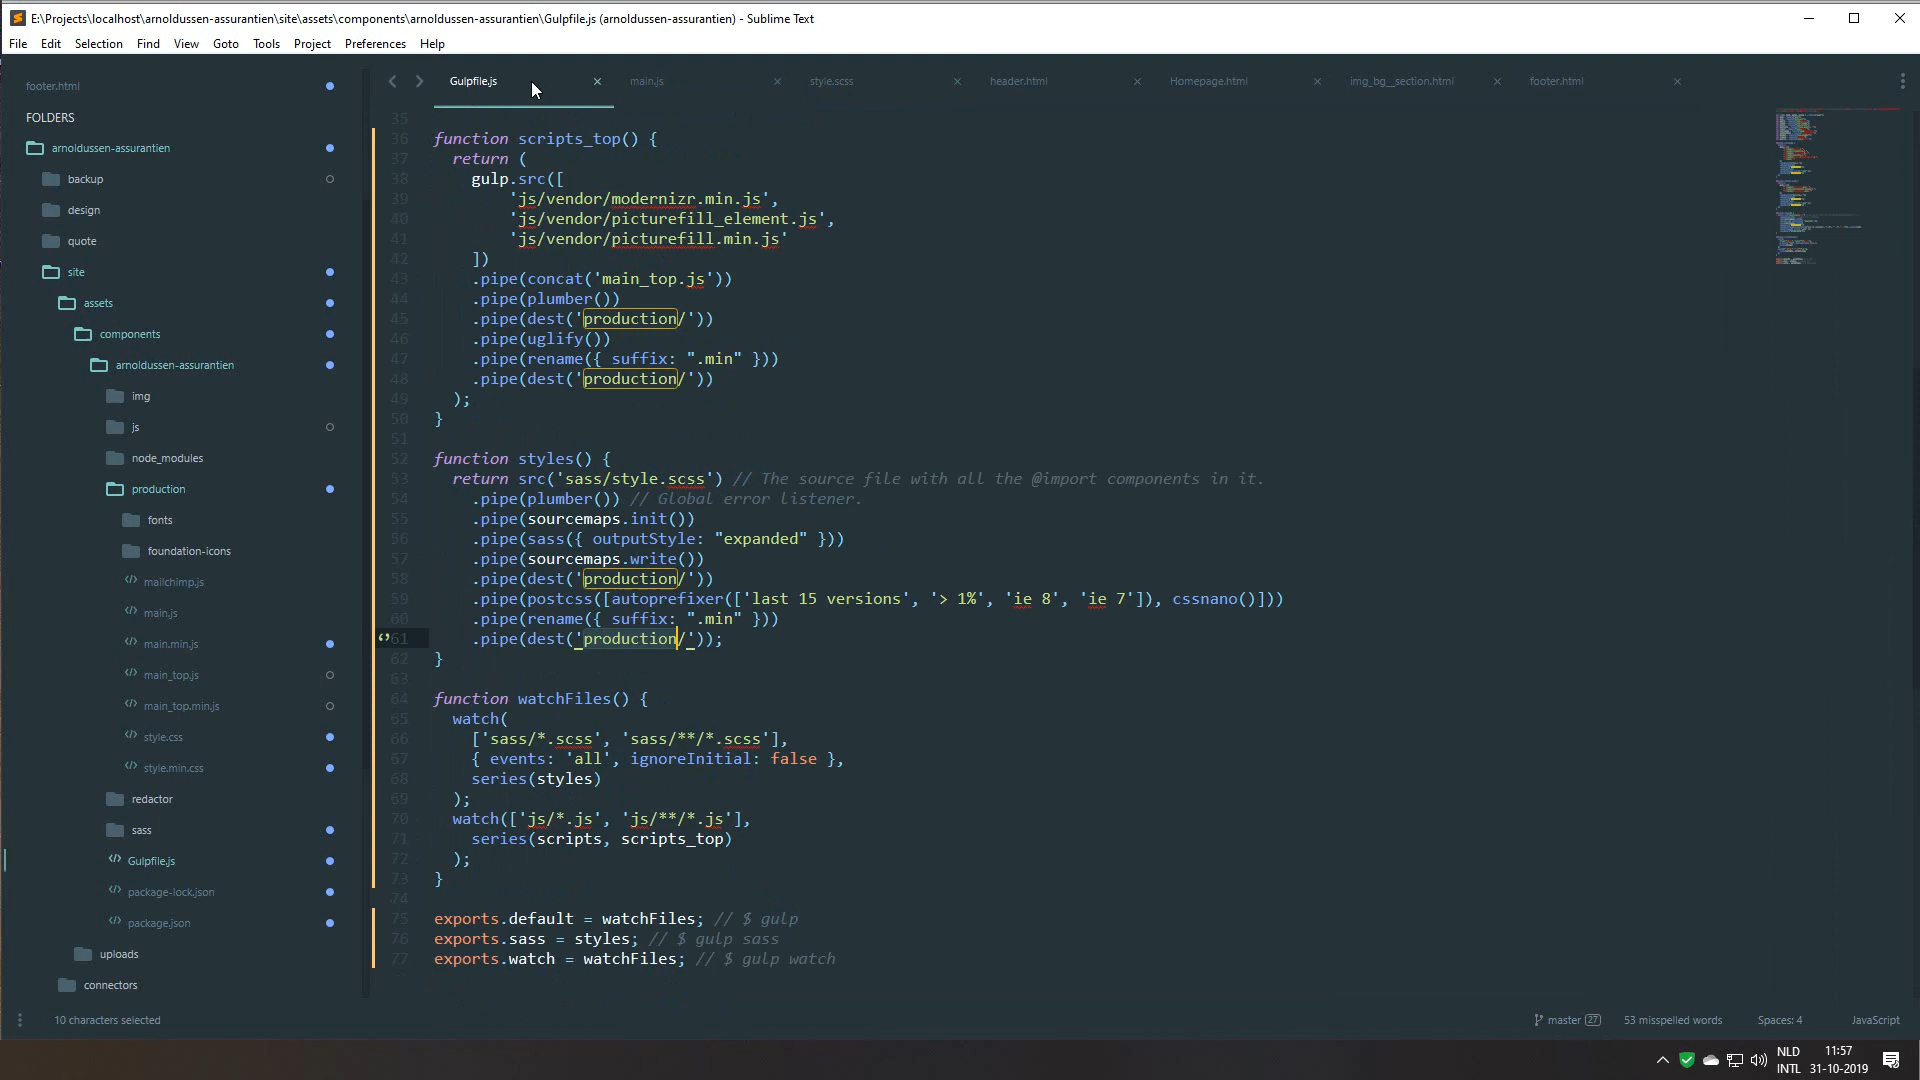 E:\Projects\localhost\arnoldussen-assurantien\site\assets\components\arnoldussen-assurantien\Gulpfile.js (arnoldussen-assurantien) - Sublime Text
File Edit Selection Find View Goto Tools Project Preferences Help
footer.html
FOLDERS
arnoldussen-assurantien
backup
design
quote
site
assets
components
arnoldussen-assurantien
img
js
node_modules
production
fonts
foundation-icons
mailchimp.js
main.js
main.min.js
main_top.js
main_top.min.js
style.css
style.min.css
redactor
sass
Gulpfile.js
package-lock.json
package.json
uploads
connectors
Gulpfile.js main.js style.scss header.html Homepage.html img_bg__section.html footer.html
35
36 function scripts_top() {
37 return (
38 gulp.src([
39 'js/vendor/modernizr.min.js',
40 'js/vendor/picturefill_element.js',
41 'js/vendor/picturefill.min.js'
42 ])
43 .pipe(concat('main_top.js'))
44 .pipe(plumber())
45 .pipe(dest('production/'))
46 .pipe(uglify())
47 .pipe(rename({ suffix: ".min" }))
48 .pipe(dest('production/'))
49 );
50 }
51
52 function styles() {
53 return src('sass/style.scss') // The source file with all the @import components in it.
54 .pipe(plumber()) // Global error listener.
55 .pipe(sourcemaps.init())
56 .pipe(sass({ outputStyle: "expanded" }))
57 .pipe(sourcemaps.write())
58 .pipe(dest('production/'))
59 .pipe(postcss([autoprefixer(['last 15 versions', '> 1%', 'ie 8', 'ie 7']), cssnano()]))
60 .pipe(rename({ suffix: ".min" }))
61 .pipe(dest('production/'));
62 }
63
64 function watchFiles() {
65 watch(
66 ['sass/*.scss', 'sass/**/*.scss'],
67 { events: 'all', ignoreInitial: false },
68 series(styles)
69 );
70 watch(['js/*.js', 'js/**/*.js'],
71 series(scripts, scripts_top)
72 );
73 }
74
75 exports.default = watchFiles; // $ gulp
76 exports.sass = styles; // $ gulp sass
77 exports.watch = watchFiles; // $ gulp watch
10 characters selected master 27 53 misspelled words Spaces: 4 JavaScript
NLD 11:57
INTL 31-10-2019